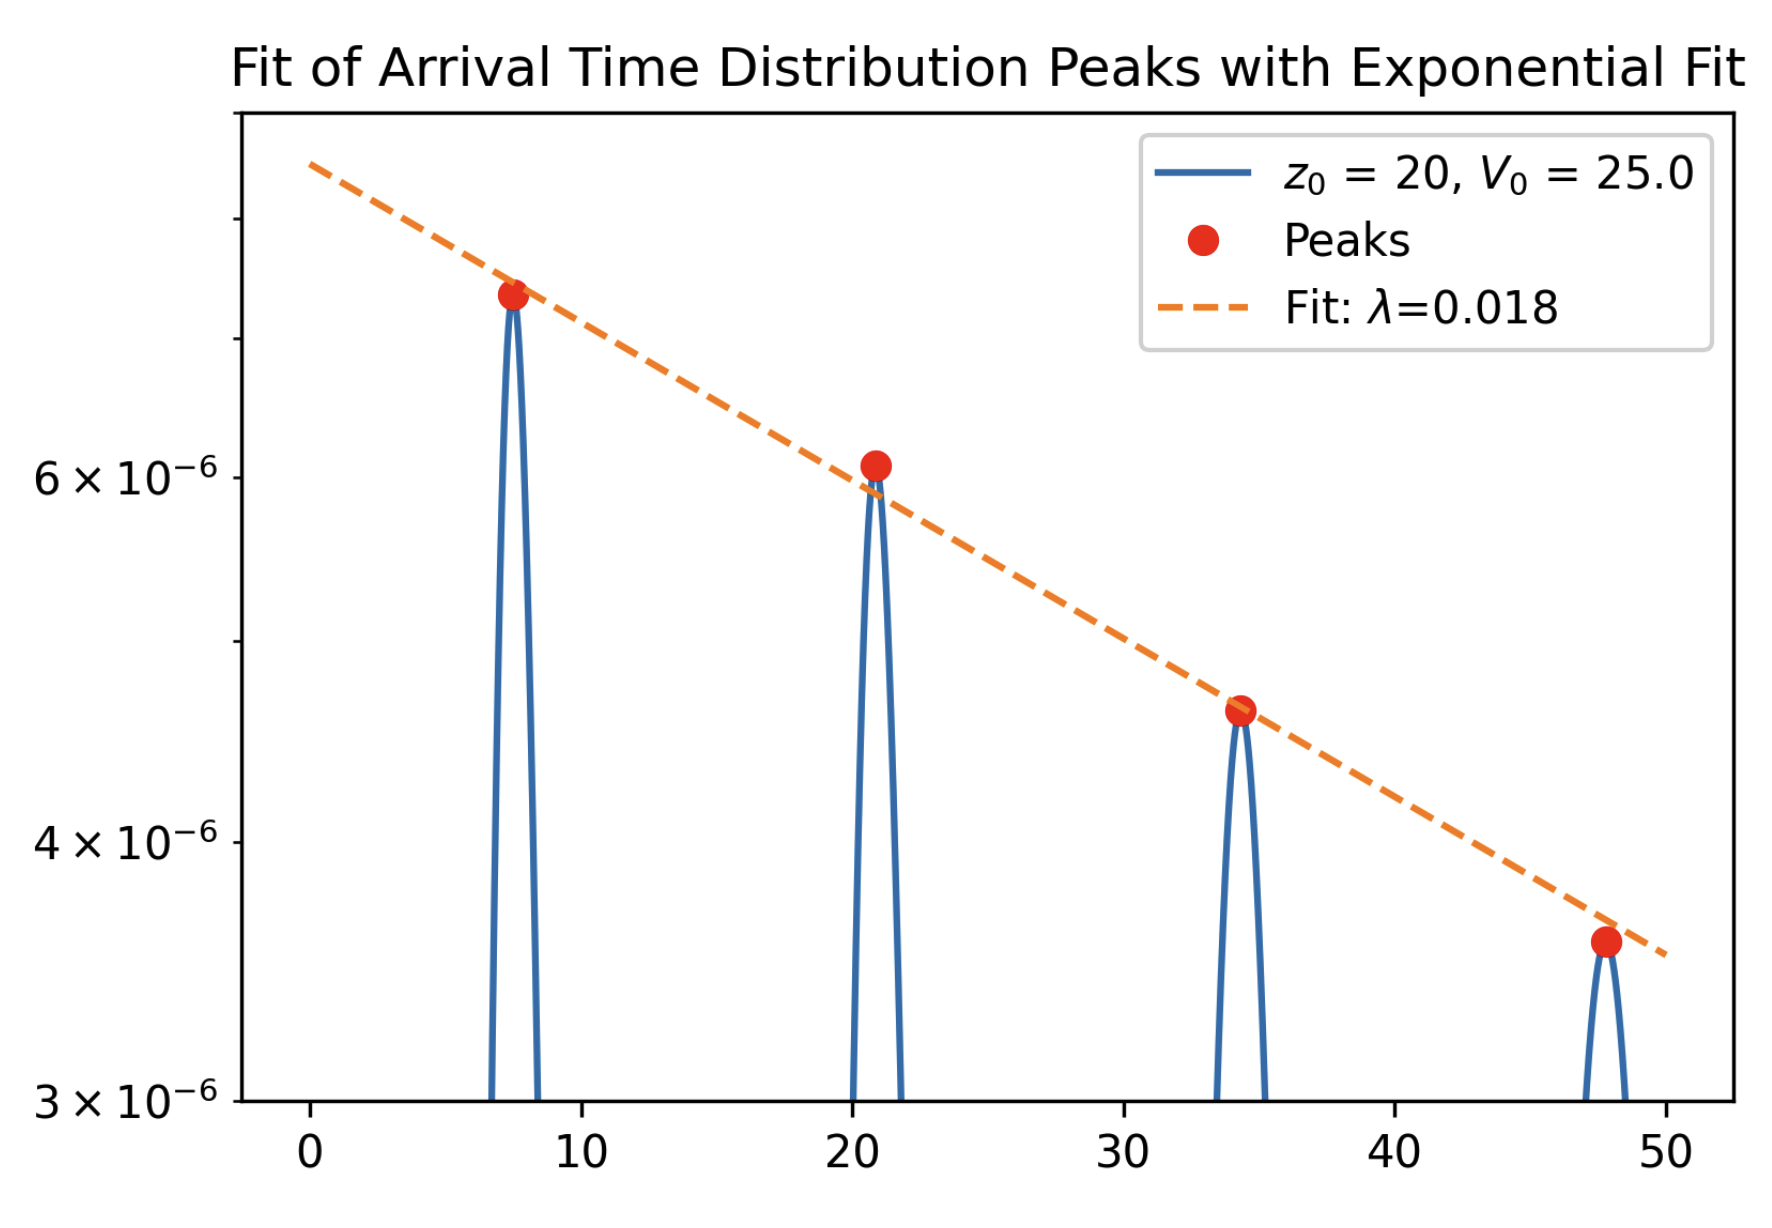 Fit of Arrival Time Distribution Peaks with Exponential Fit
z₀ = 20, V₀ = 25.0
Peaks
Fit: λ=0.018
6 × 10⁻⁶
4 × 10⁻⁶
3 × 10⁻⁶
0 10 20 30 40 50